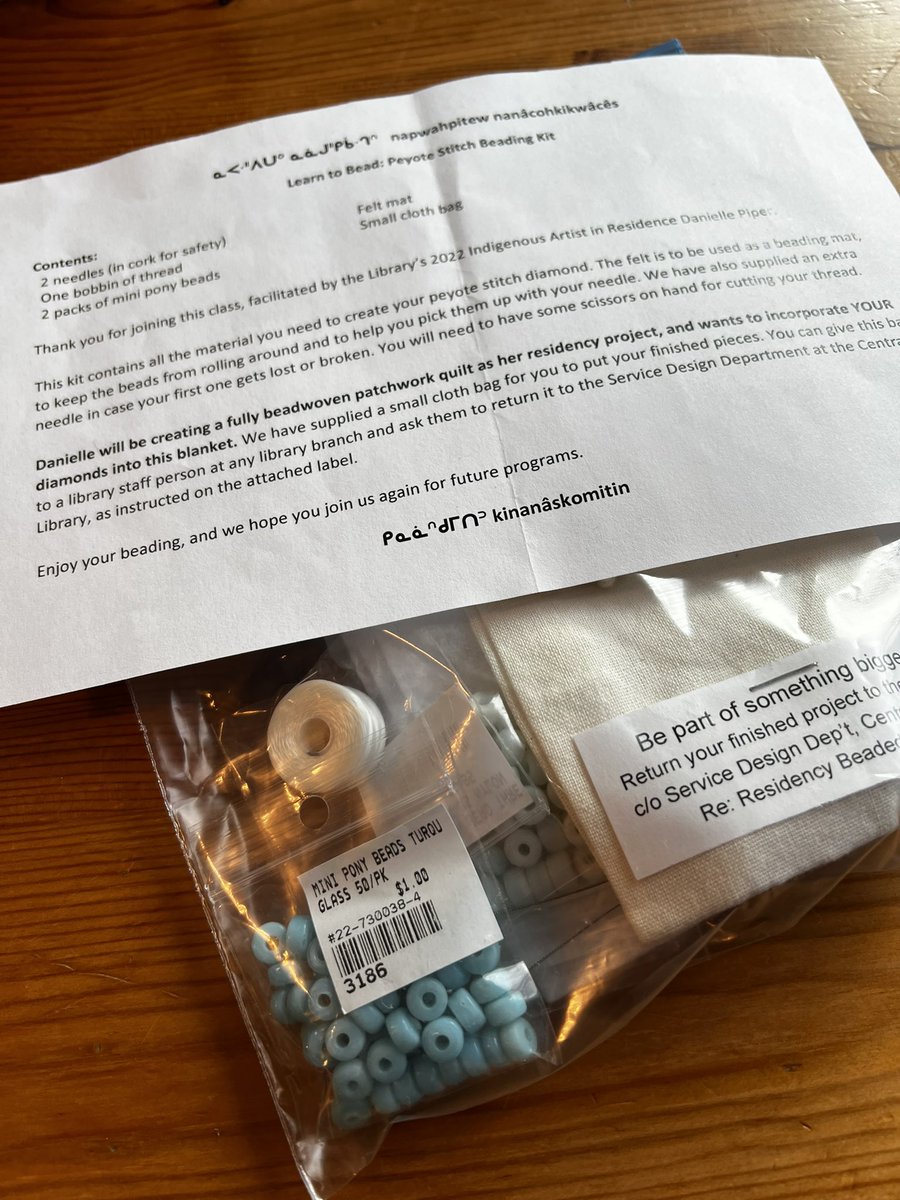 ᓇᐸᐧᐦᐱᑌᐤ ᓇᓈᒍᐦᑭᑲᐧᓭᐢ napwahpitew nanâcohkikwâcês
Learn to Bead: Peyote Stitch Beading Kit
Contents:
2 needles (in cork for safety)
One bobbin of thread
2 packs of mini pony beads
Felt mat
Small cloth bag
Thank you for joining this class, facilitated by the Library's 2022 Indigenous Artist in Residence Danielle Piper.
This kit contains all the material you need to create your peyote stitch diamond. The felt is to be used as a beading mat,
to keep the beads from rolling around and to help you pick them up with your needle. We have also supplied an extra
needle in case your first one gets lost or broken. You will need to have some scissors on hand for cutting your thread.
Danielle will be creating a fully beadwoven patchwork quilt as her residency project, and wants to incorporate YOUR
diamonds into this blanket. We have supplied a small cloth bag for you to put your finished pieces. You can give this ba
to a library staff person at any library branch and ask them to return it to the Service Design Department at the Centra
Library, as instructed on the attached label.
Enjoy your beading, and we hope you join us again for future programs.
ᑭᓇᓈᐢᑯᒥᑎᐣ kinanâskomitin
Be part of something bigge
Return your finished project to the
c/o Service Design Dep't, Cent
Re: Residency Beade
MINI PONY BEADS TURQU
GLASS 50/PK
$1.00
#22-730038-4
3186